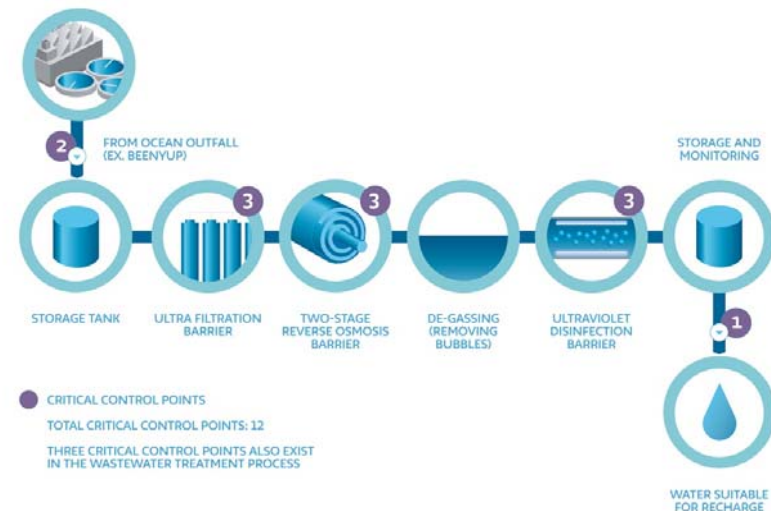 2
FROM OCEAN OUTFALL
(EX. BEENYUP)
STORAGE AND
MONITORING
3
3
3
STORAGE TANK
ULTRA FILTRATION
BARRIER
TWO-STAGE
REVERSE OSMOSIS
BARRIER
DE-GASSING
(REMOVING
BUBBLES)
ULTRAVIOLET
DISINFECTION
BARRIER
1
CRITICAL CONTROL POINTS
TOTAL CRITICAL CONTROL POINTS: 12
THREE CRITICAL CONTROL POINTS ALSO EXIST
IN THE WASTEWATER TREATMENT PROCESS
WATER SUITABLE
FOR RECHARGE